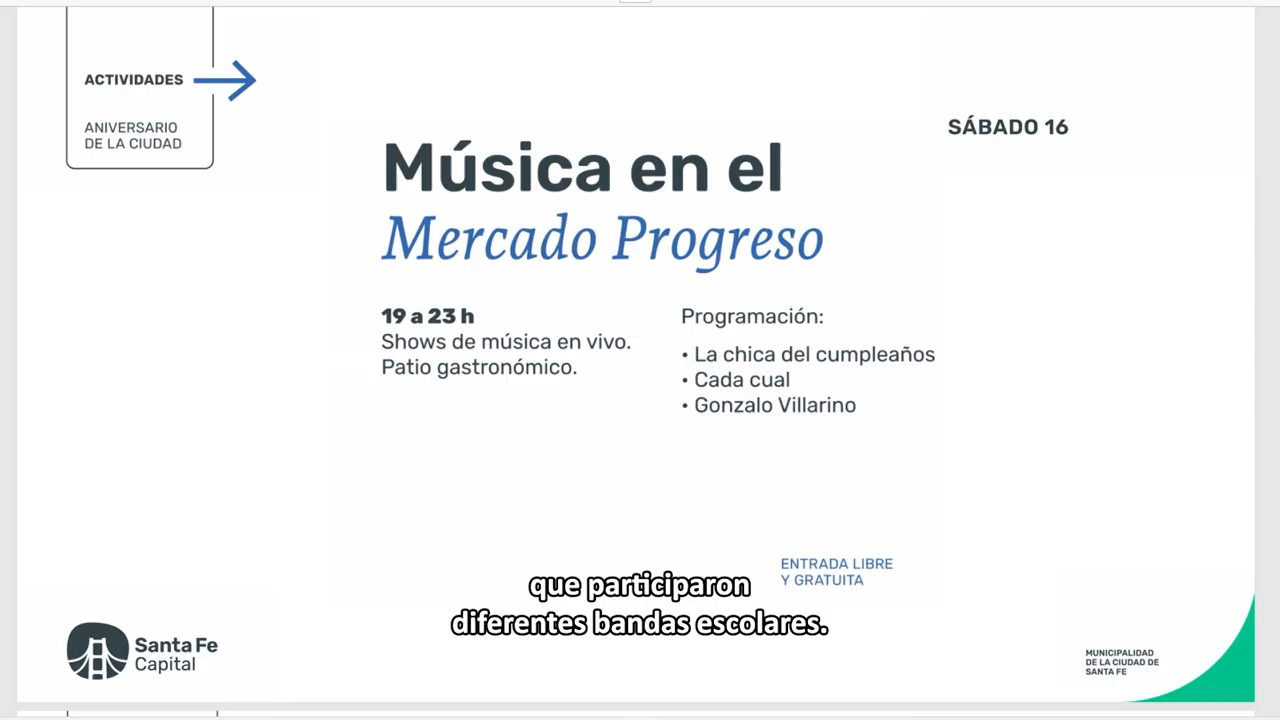 ACTIVIDADES
ANIVERSARIO
DE LA CIUDAD
SÁBADO 16
Música en el
Mercado Progreso
19 a 23 h
Shows de música en vivo.
Patio gastronómico.
Programación:
• La chica del cumpleaños
• Cada cual
• Gonzalo Villarino
ENTRADA LIBRE
Y GRATUITA
que participaron
diferentes bandas escolares.
Santa Fe
Capital
MUNICIPALIDAD
DE LA CIUDAD DE
SANTA FE